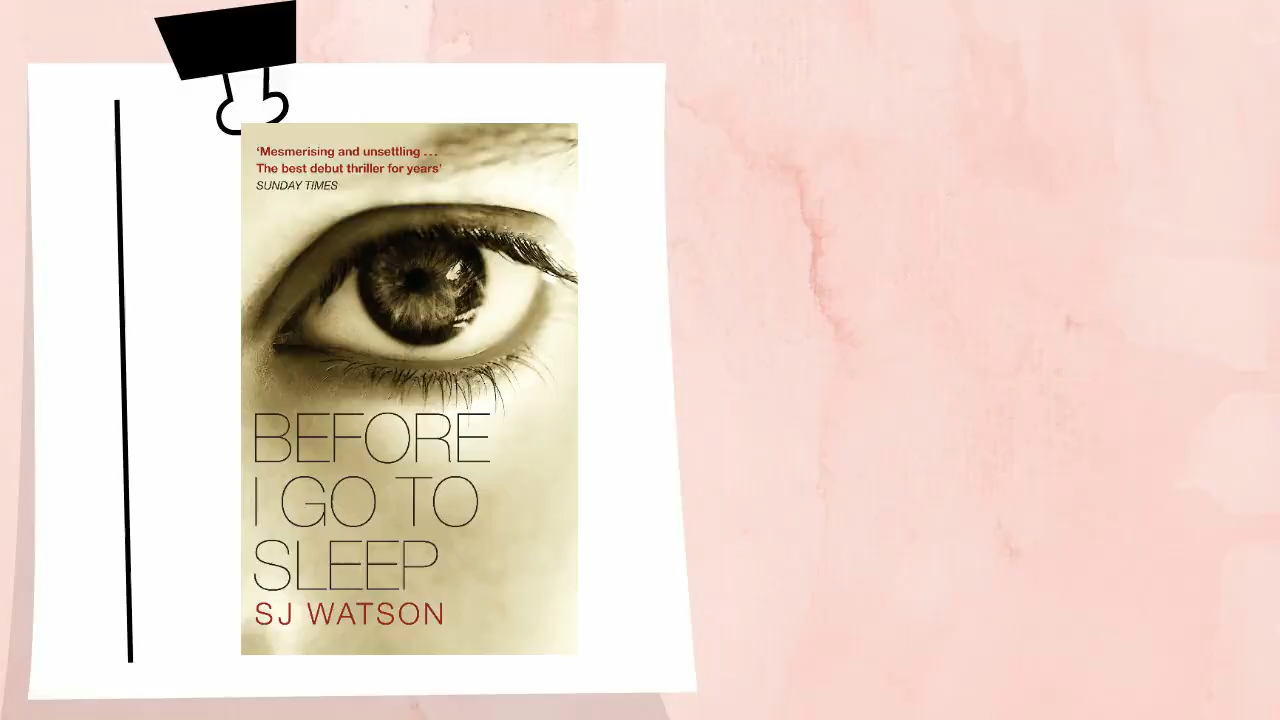 ‘Mesmerising and unsettling ...
The best debut thriller for years’
SUNDAY TIMES
BEFORE
I GO TO
SLEEP
SJ WATSON